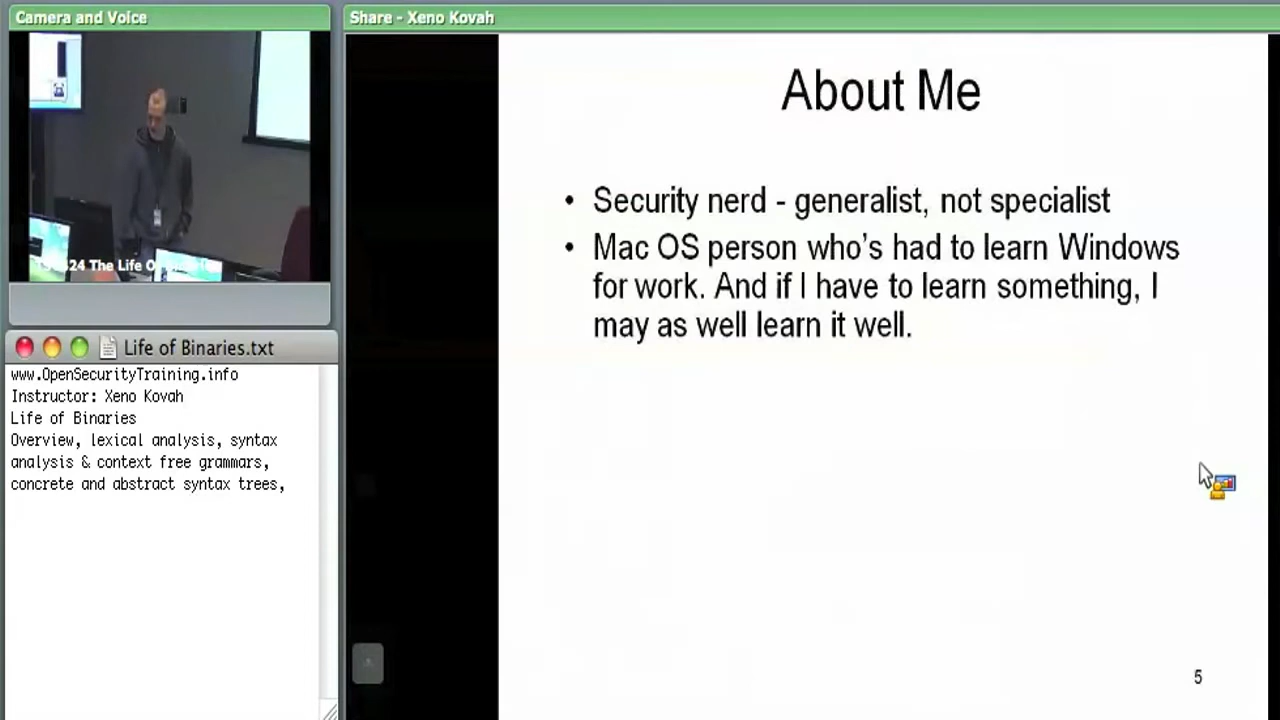 Camera and Voice
24 The Life O
Life of Binaries.txt
www.OpenSecurityTraining.info
Instructor: Xeno Kovah
Life of Binaries
Overview, lexical analysis, syntax
analysis & context free grammars,
concrete and abstract syntax trees,
Share - Xeno Kovah
About Me
• Security nerd - generalist, not specialist
• Mac OS person who's had to learn Windows
for work. And if I have to learn something, I
may as well learn it well.
5